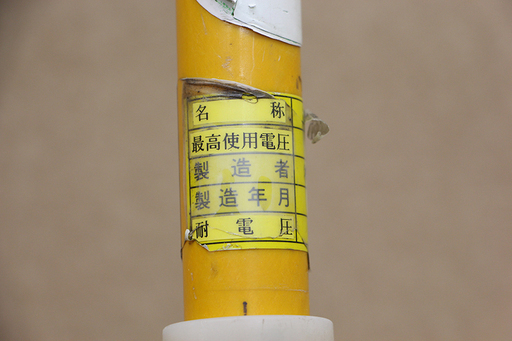 名称
最高使用電圧
製造者
製造年月
耐電圧